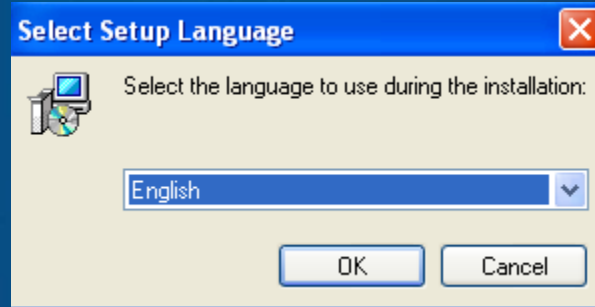 Select Setup Language
Select the language to use during the installation:
English
OK
Cancel